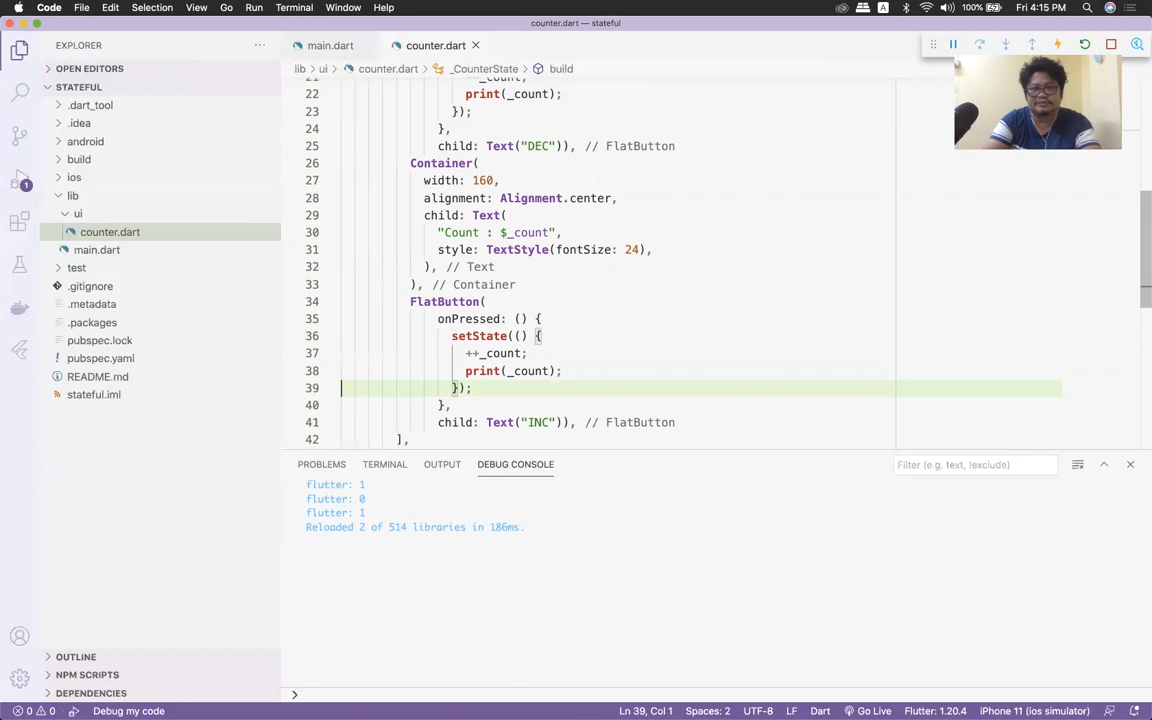 Code File Edit Selection View Go Run Terminal Window Help
A 100% Fri 4:15 PM
counter.dart — stateful
EXPLORER
main.dart
counter.dart
lib
ui
counter.dart
_CounterState
build
OPEN EDITORS
STATEFUL
.dart_tool
.idea
android
build
ios
lib
ui
counter.dart
main.dart
test
.gitignore
.metadata
.packages
pubspec.lock
pubspec.yaml
README.md
stateful.iml
1
22 print(_count);
23 });
24 },
25 child: Text("DEC")), // FlatButton
26 Container(
27 width: 160,
28 alignment: Alignment.center,
29 child: Text(
30 "Count : $_count",
31 style: TextStyle(fontSize: 24),
32 ), // Text
33 ), // Container
34 FlatButton(
35 onPressed: () {
36 setState(() {
37 ++_count;
38 print(_count);
39 });
40 },
41 child: Text("INC")), // FlatButton
42 ],
PROBLEMS TERMINAL OUTPUT DEBUG CONSOLE
Filter (e.g. text, !exclude)
flutter: 1
flutter: 0
flutter: 1
Reloaded 2 of 514 libraries in 186ms.
OUTLINE
NPM SCRIPTS
DEPENDENCIES
0 0 Debug my code
Ln 39, Col 1 Spaces: 2 UTF-8 LF Dart Go Live Flutter: 1.20.4 iPhone 11 (ios simulator)